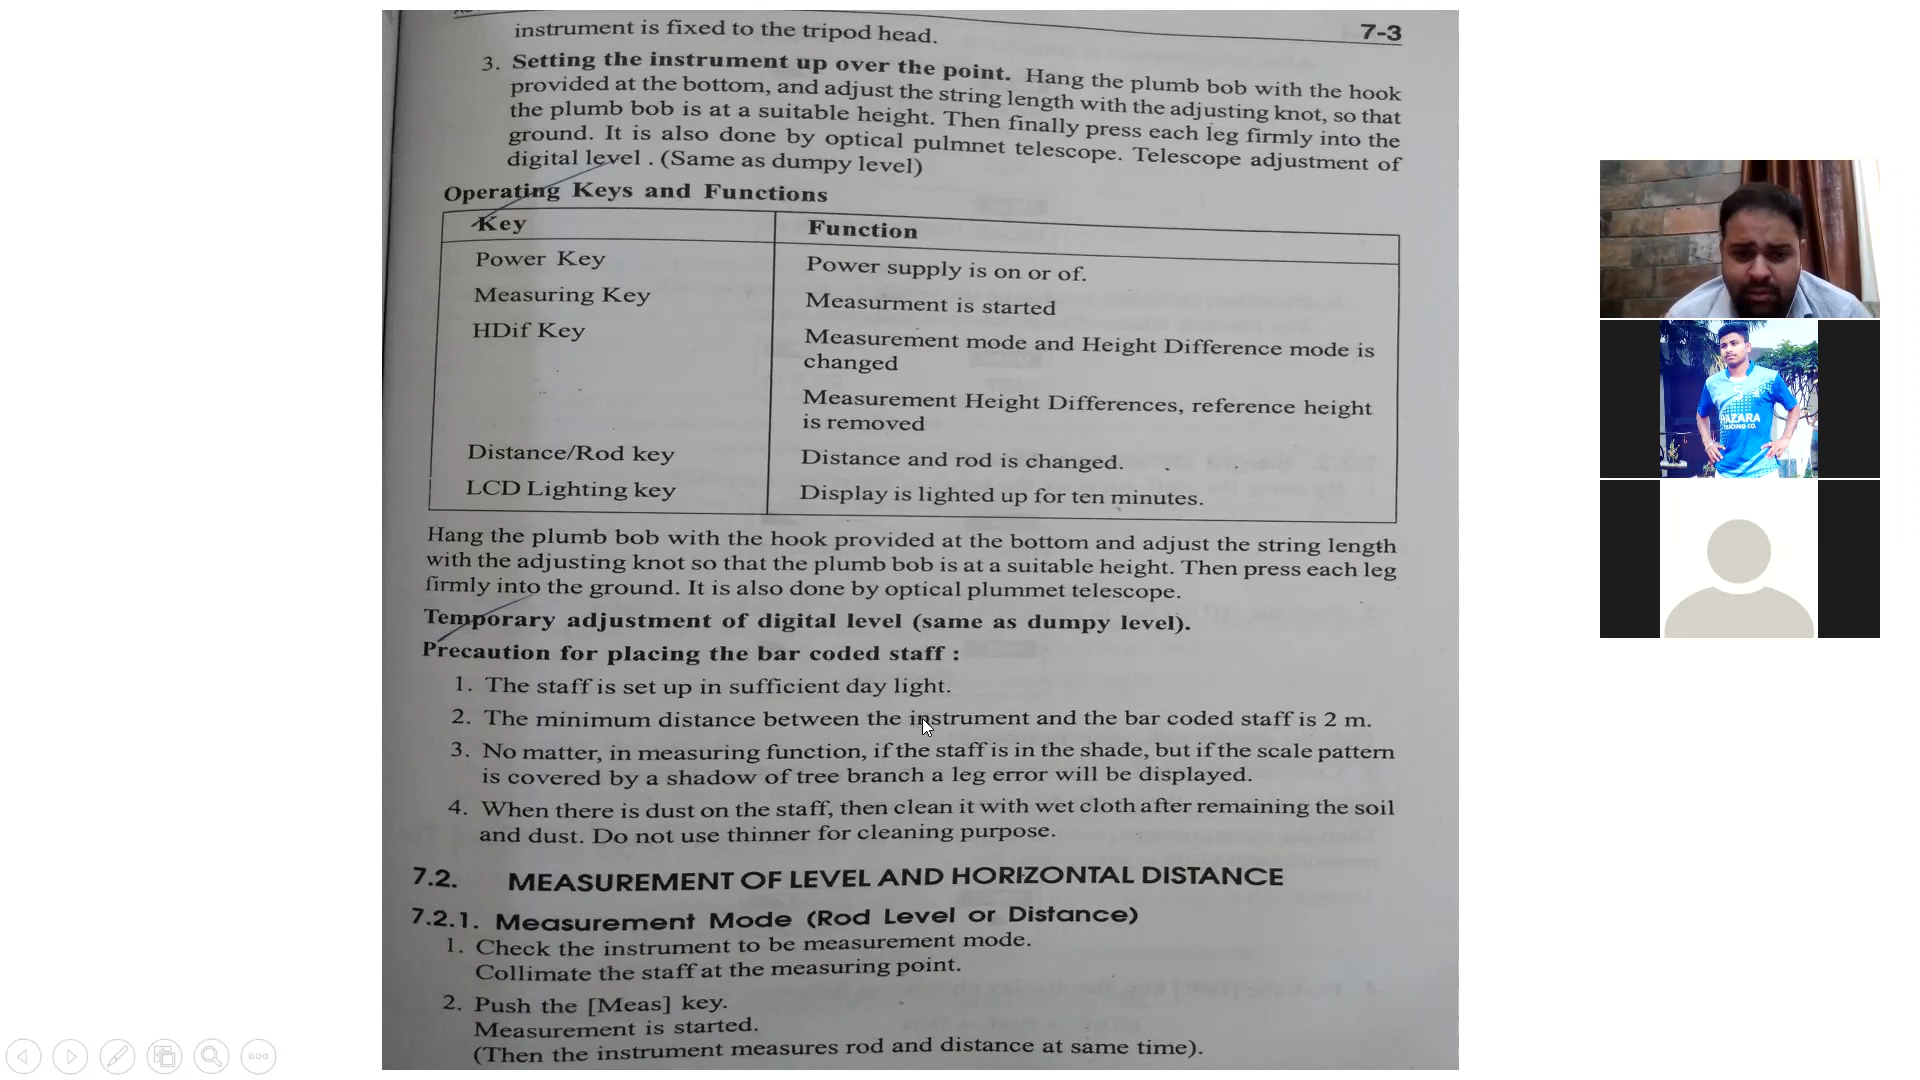 7-3
instrument is fixed to the tripod head.
3. Setting the instrument up over the point. Hang the plumb bob with the hook
provided at the bottom, and adjust the string length with the adjusting knot, so that
the plumb bob is at a suitable height. Then finally press each leg firmly into the
ground. It is also done by optical pulmnet telescope. Telescope adjustment of
digital level . (Same as dumpy level)
Operating Keys and Functions
Key Function
Power Key Power supply is on or of.
Measuring Key Measurment is started
HDif Key Measurement mode and Height Difference mode is
changed
Measurement Height Differences, reference height
is removed
Distance/Rod key Distance and rod is changed.
LCD Lighting key Display is lighted up for ten minutes.
Hang the plumb bob with the hook provided at the bottom and adjust the string length
with the adjusting knot so that the plumb bob is at a suitable height. Then press each leg
firmly into the ground. It is also done by optical plummet telescope.
Temporary adjustment of digital level (same as dumpy level).
Precaution for placing the bar coded staff :
1. The staff is set up in sufficient day light.
2. The minimum distance between the instrument and the bar coded staff is 2 m.
3. No matter, in measuring function, if the staff is in the shade, but if the scale pattern
is covered by a shadow of tree branch a leg error will be displayed.
4. When there is dust on the staff, then clean it with wet cloth after remaining the soil
and dust. Do not use thinner for cleaning purpose.
7.2. MEASUREMENT OF LEVEL AND HORIZONTAL DISTANCE
7.2.1. Measurement Mode (Rod Level or Distance)
1. Check the instrument to be measurement mode.
Collimate the staff at the measuring point.
2. Push the [Meas] key.
Measurement is started.
(Then the instrument measures rod and distance at same time).